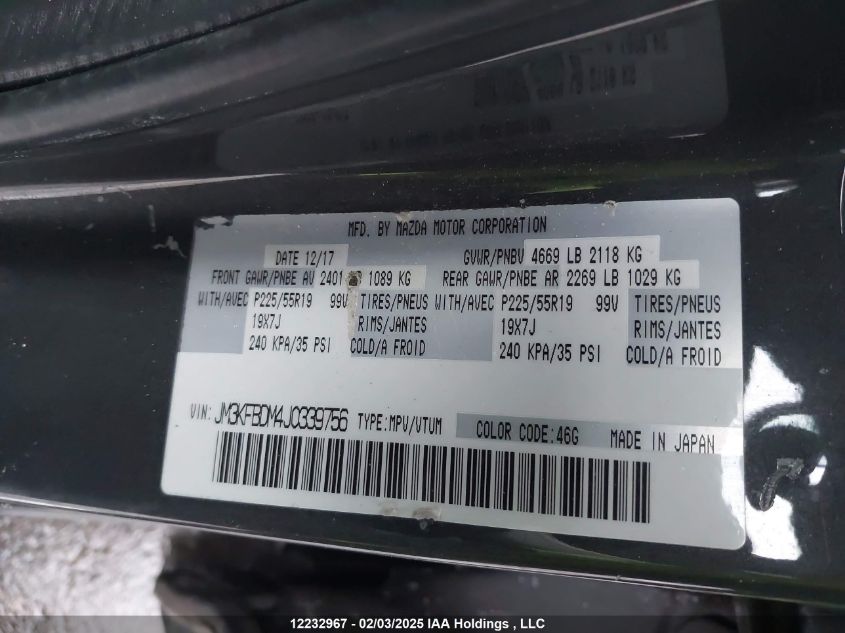 MFD. BY MAZDA MOTOR CORPORATION
DATE 12/17 GVWR/PNBV 4669 LB 2118 KG
FRONT GAWR/PNBE AV 2401 1089 KG REAR GAWR/PNBE AR 2269 LB 1029 KG
WITH/AVEC P225/55R19 99V TIRES/PNEUS WITH/AVEC P225/55R19 99V TIRES/PNEUS
19X7J RIMS/JANTES 19X7J RIMS/JANTES
240 KPA/35 PSI COLD/A FROID 240 KPA/35 PSI COLD/A FROID
VIN: JM3KFBDM4J0339756 TYPE:MPV/VTUM COLOR CODE:46G MADE IN JAPAN
12232967 - 02/03/2025 IAA Holdings , LLC